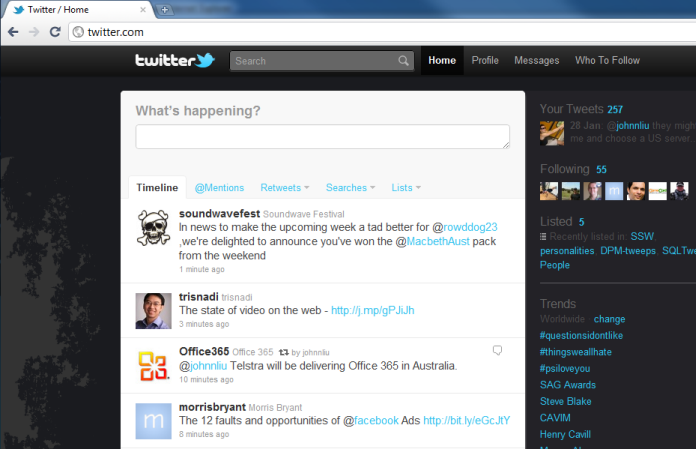 Twitter / Home
twitter.com
twitter
Search
Home
Profile
Messages
Who To Follow
What's happening?
Timeline
@Mentions
Retweets
Searches
Lists
soundwavefest Soundwave Festival
In news to make the upcoming week a tad better for @rowddog23
,we're delighted to announce you've won the @MacbethAust pack
from the weekend
1 minute ago
trisnadi trisnadi
The state of video on the web - http://j.mp/gPJiJh
3 minutes ago
Office365 Office 365 by johnnliu
@johnnliu Telstra will be delivering Office 365 in Australia.
10 minutes ago
morrisbryant Morris Bryant
The 12 faults and opportunities of @facebook Ads http://bit.ly/eGcJtY
8 minutes ago
Your Tweets 257
28 Jan. @johnnliu they might
me and choose a US server...
Following 55
Listed 5
Recently listed in: SSW,
personalities, DPM-tweeps, SQLTwe
People
Trends
Worldwide change
#questionsidontlike
#thingsweallhate
#psiloveyou
SAG Awards
Steve Blake
CAVIM
Henry Cavill